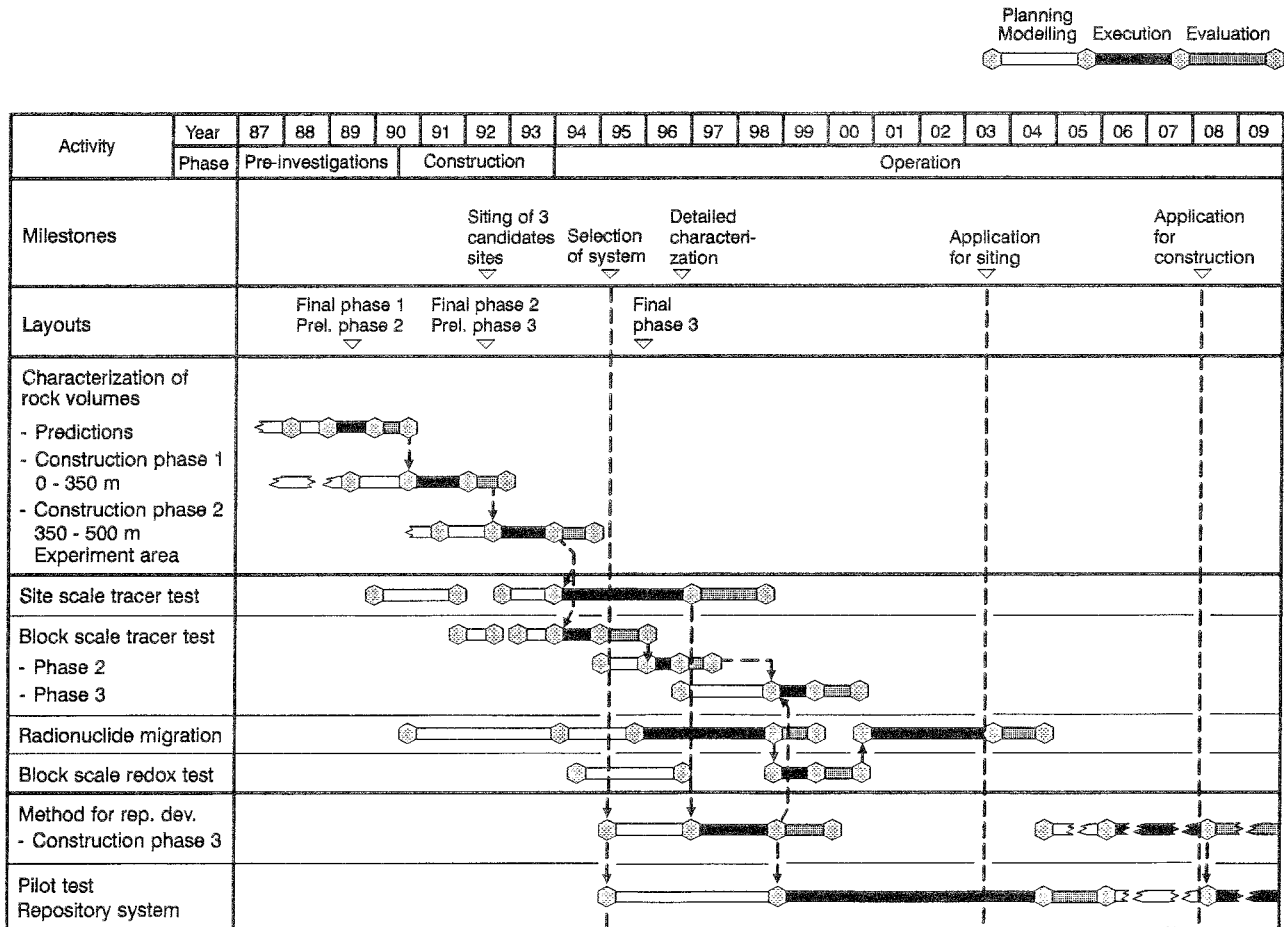 Planning
Modelling Execution Evaluation
Activity Year 87 88 89 90 91 92 93 94 95 96 97 98 99 00 01 02 03 04 05 06 07 08 09
Phase Pre-investigations Construction Operation
Milestones
Siting of 3
candidates
sites
Selection
of system
Detailed
characteri-
zation
Application
for siting
Application
for
construction
Layouts
Final phase 1
Prel. phase 2
Final phase 2
Prel. phase 3
Final
phase 3
Characterization of
rock volumes
- Predictions
- Construction phase 1
0 - 350 m
- Construction phase 2
350 - 500 m
Experiment area
Site scale tracer test
Block scale tracer test
- Phase 2
- Phase 3
Radionuclide migration
Block scale redox test
Method for rep. dev.
- Construction phase 3
Pilot test
Repository system